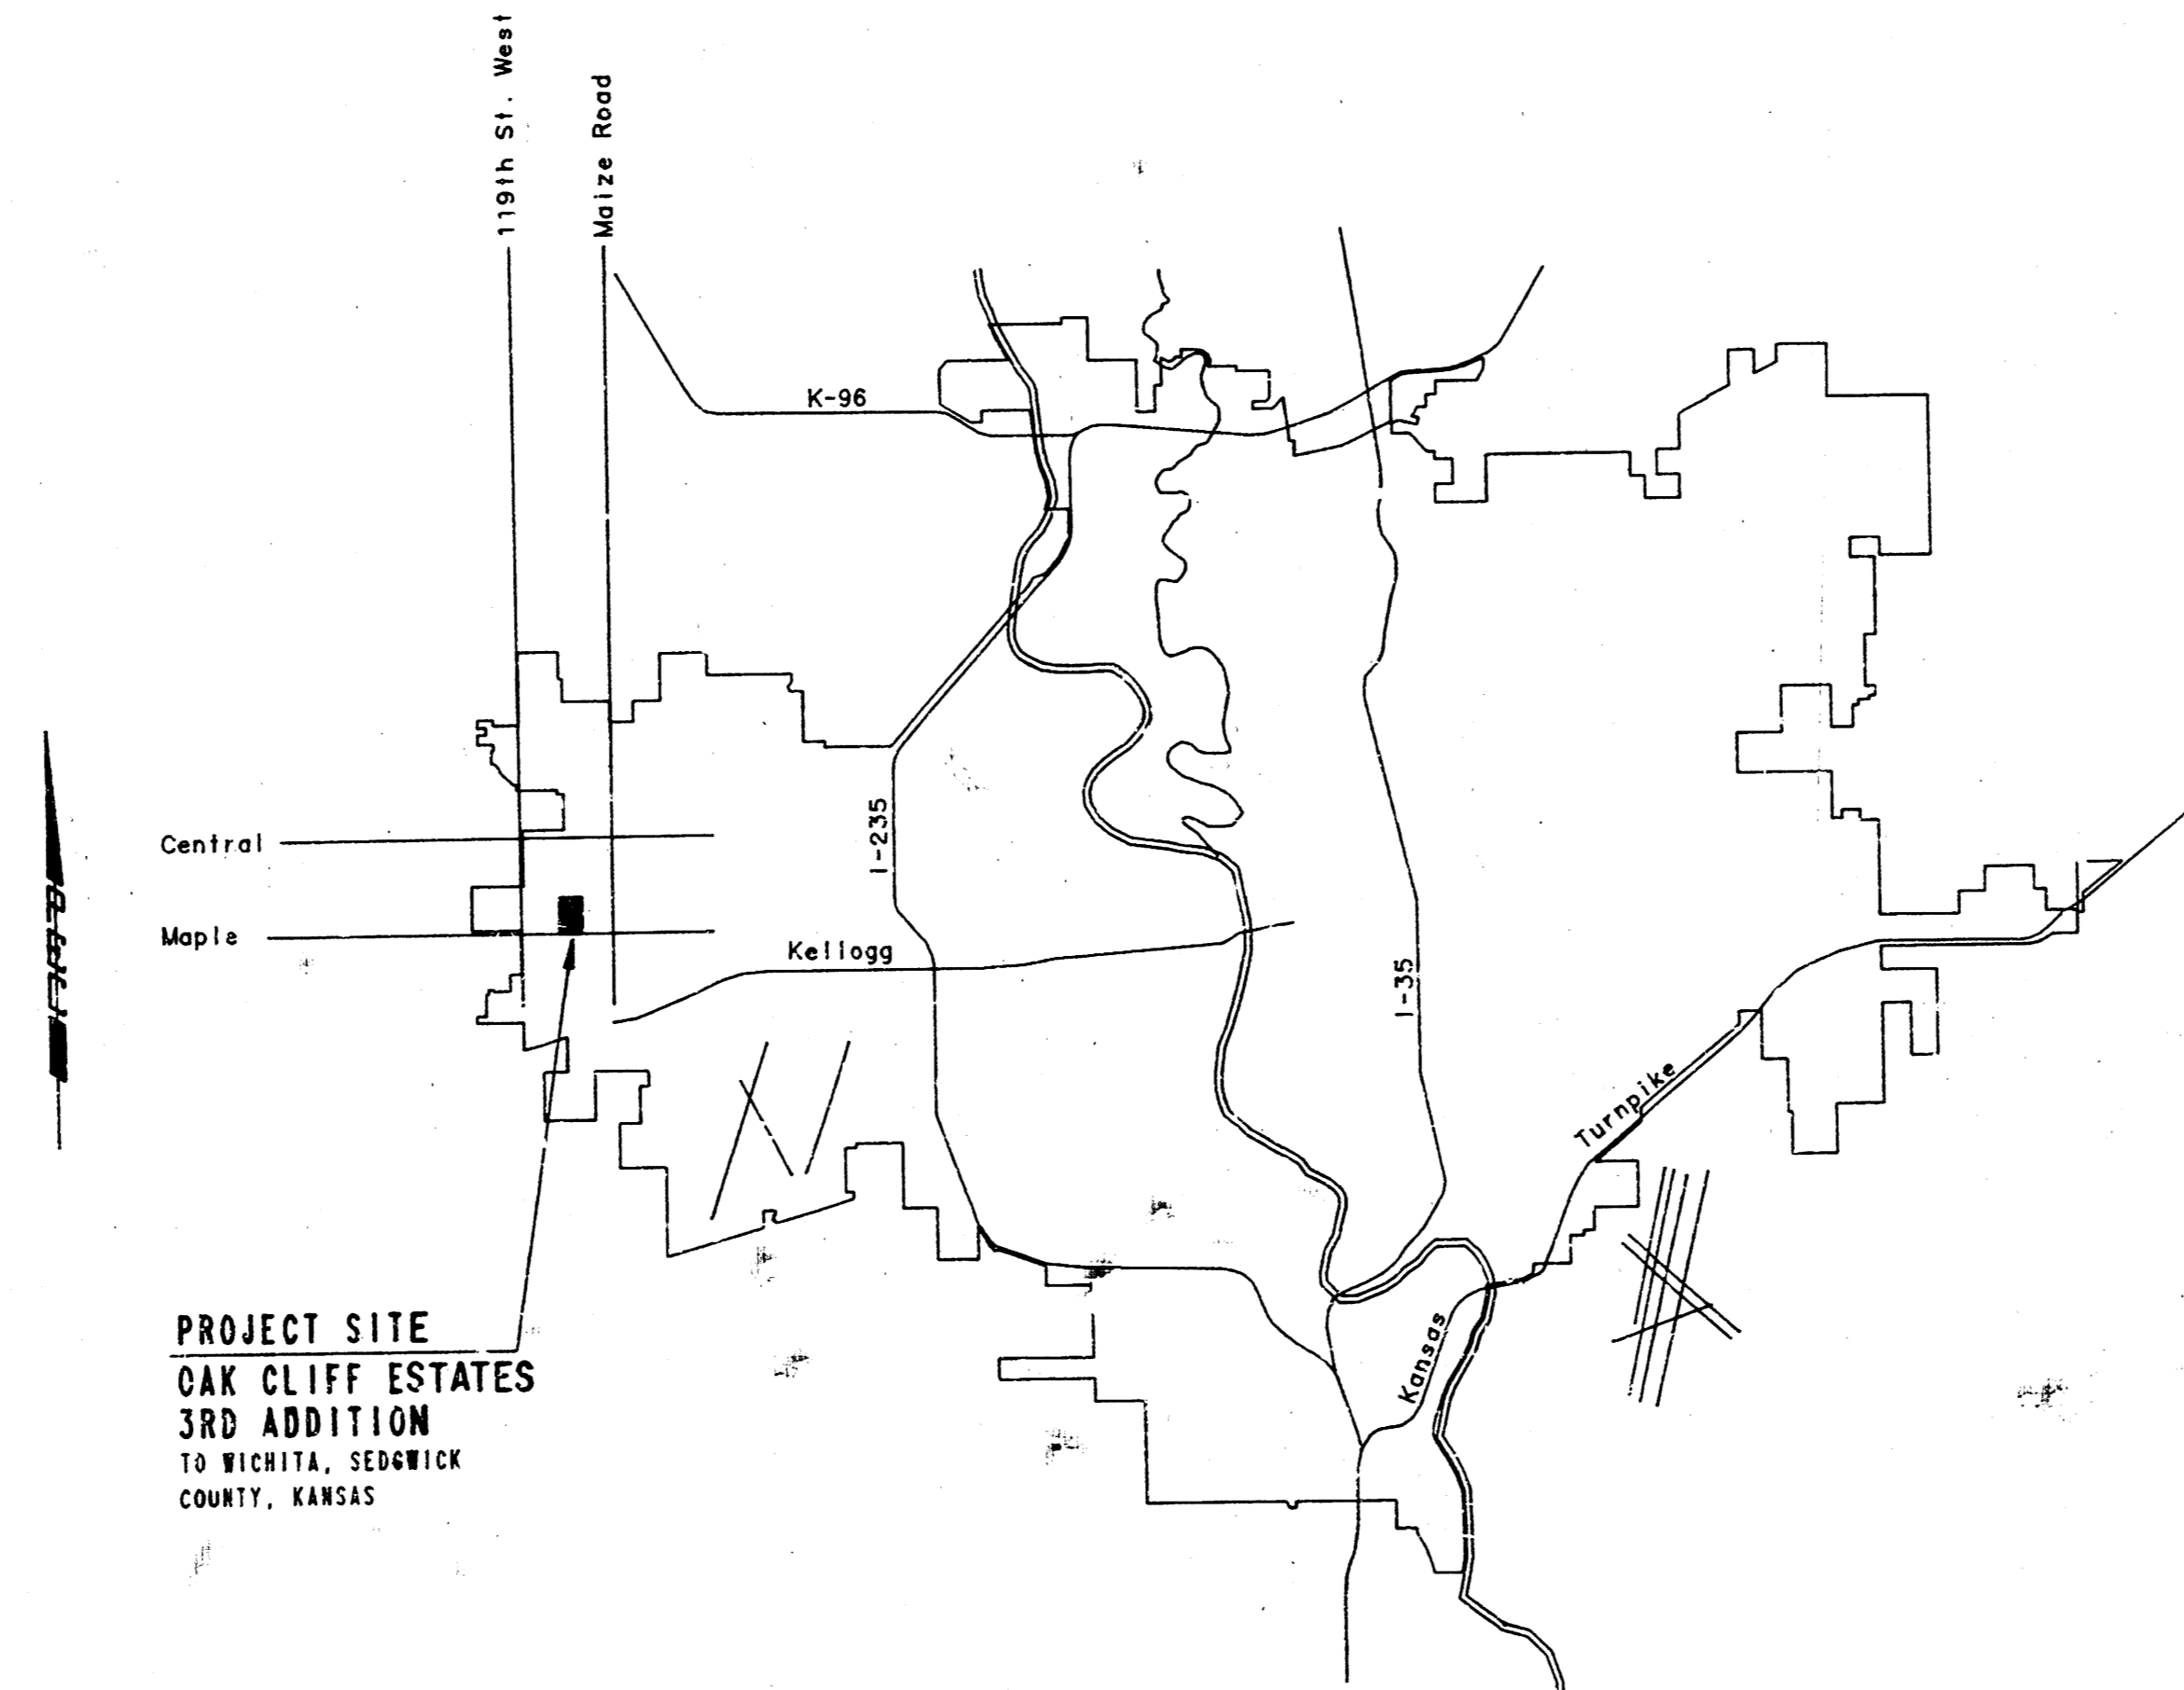 119th St. West
Maize Road
K-96
Central
I-235
Maple
Kellogg
I-35
Turnpike
Kansas
PROJECT SITE
OAK CLIFF ESTATES
3RD ADDITION
TO WICHITA, SEDGWICK
COUNTY, KANSAS